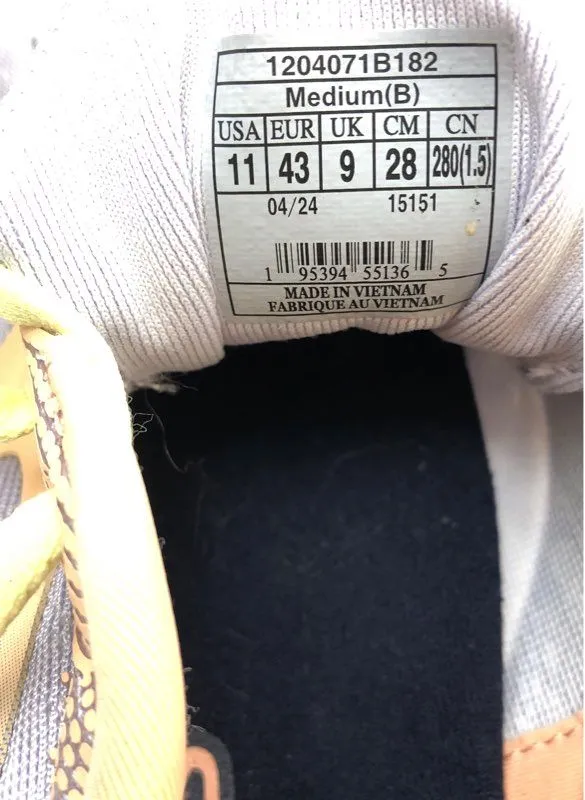 1204071B182
Medium(B)
USA EUR UK CM CN
11 43 9 28 280(1.5)
04/24 15151
1 95394 55136 5
MADE IN VIETNAM
FABRIQUE AU VIETNAM